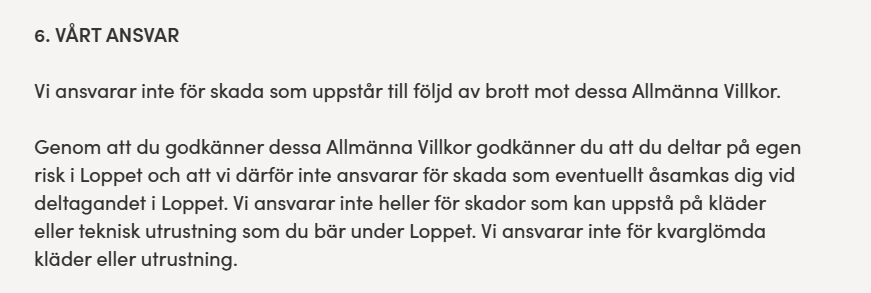 6. VÅRT ANSVAR
Vi ansvarar inte för skada som uppstår till följd av brott mot dessa Allmänna Villkor.
Genom att du godkänner dessa Allmänna Villkor godkänner du att du deltar på egen
risk i Loppet och att vi därför inte ansvarar för skada som eventuellt åsamkas dig vid
deltagandet i Loppet. Vi ansvarar inte heller för skador som kan uppstå på kläder
eller teknisk utrustning som du bär under Loppet. Vi ansvarar inte för kvarglömda
kläder eller utrustning.